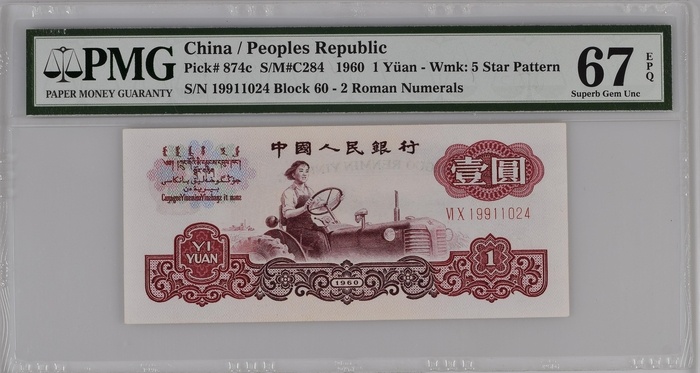 PMG
PAPER MONEY GUARANTY
China / Peoples Republic
Pick# 874c S/M#C284 1960 1 Yüan - Wmk: 5 Star Pattern
S/N 19911024 Block 60 - 2 Roman Numerals
67 EPQ
Superb Gem Unc
中國人民銀行
壹圓
VI X 19911024
YI
YUAN
1960
1